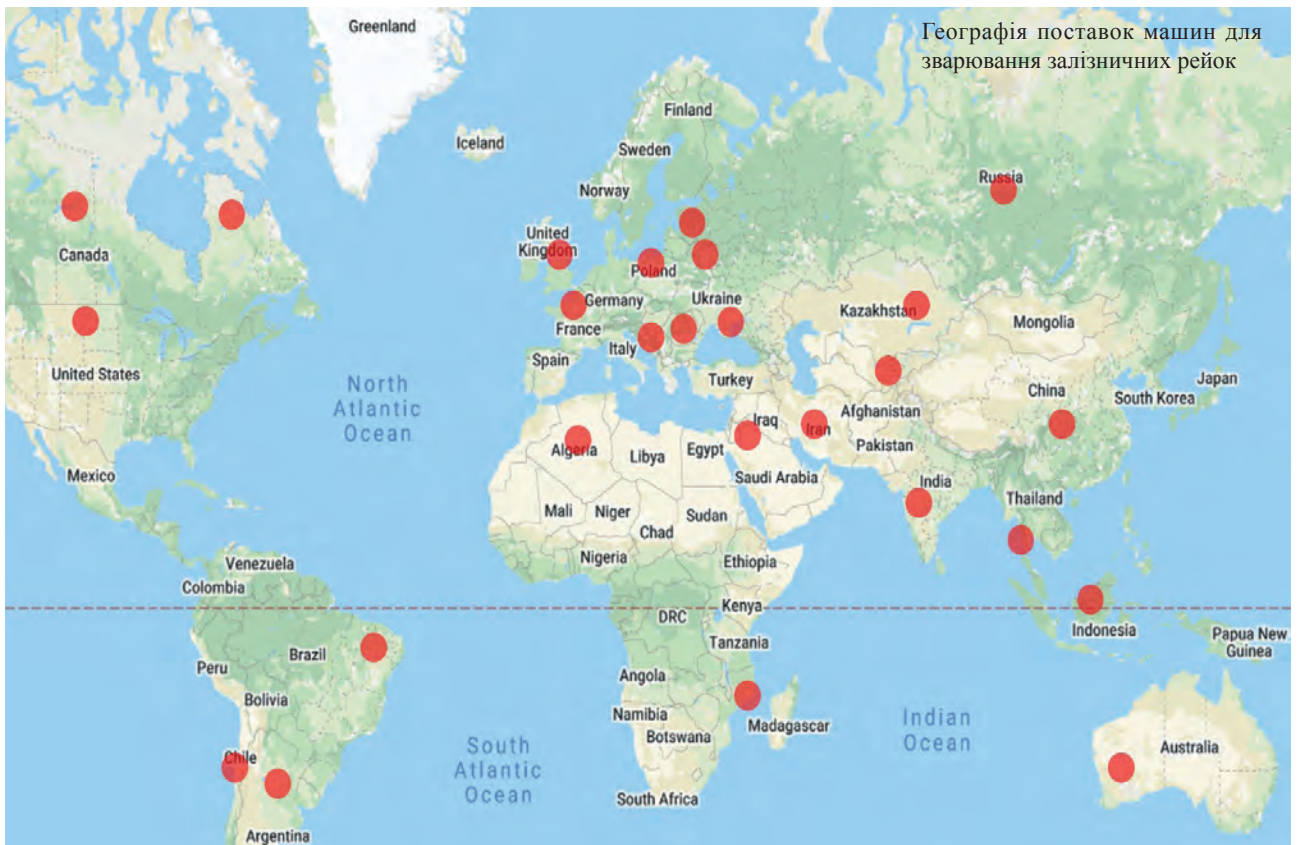 Географія поставок машин для
зварювання залізничних рейок
Greenland
Finland
Iceland
Sweden
Norway
Russia
United
Kingdom
Canada
Poland
Germany
Ukraine
Kazakhstan
Mongolia
France
Italy
United States
Spain
Turkey
Japan
China
South Korea
North
Atlantic
Ocean
Iraq
Iran
Afghanistan
Algeria
Libya
Egypt
Pakistan
Mexico
Saudi Arabia
India
Thailand
Mali
Niger
Sudan
Chad
Venezuela
Nigeria
Ethiopia
Colombia
Kenya
DRC
Indonesia
Papua New
Guinea
Tanzania
Brazil
Peru
Angola
Bolivia
Namibia
Madagascar
Botswana
Indian
Ocean
South
Atlantic
Ocean
Australia
Chile
South Africa
Argentina